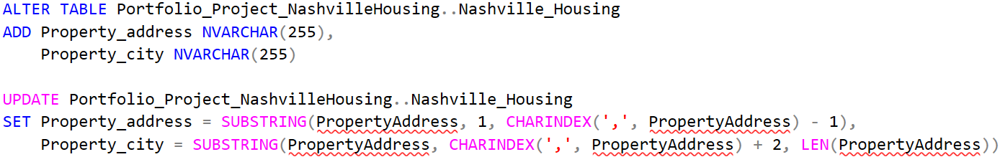 ALTER TABLE Portfolio_Project_NashvilleHousing..Nashville_Housing
ADD Property_address NVARCHAR(255),
    Property_city NVARCHAR(255)

UPDATE Portfolio_Project_NashvilleHousing..Nashville_Housing
SET Property_address = SUBSTRING(PropertyAddress, 1, CHARINDEX(',', PropertyAddress) - 1),
    Property_city = SUBSTRING(PropertyAddress, CHARINDEX(',', PropertyAddress) + 2, LEN(PropertyAddress))